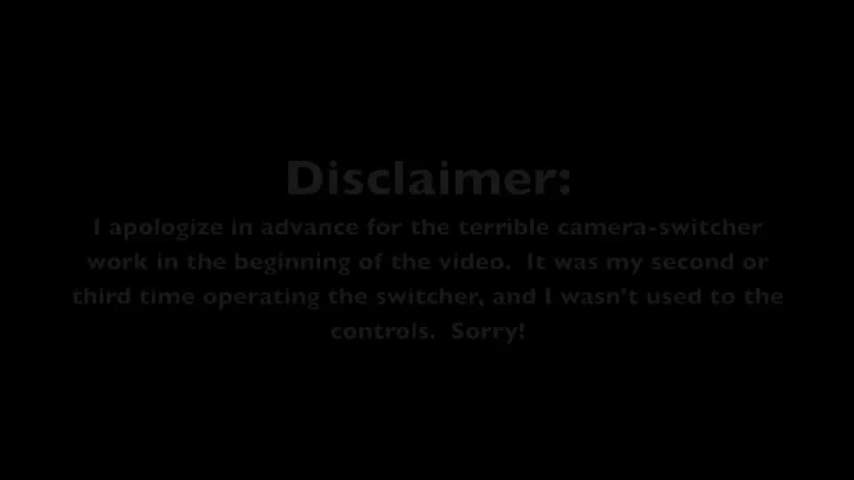 Disclaimer:
I apologize in advance for the terrible camera-switcher
work in the beginning of the video.  It was my second or
third time operating the switcher, and I wasn't used to the
controls.  Sorry!